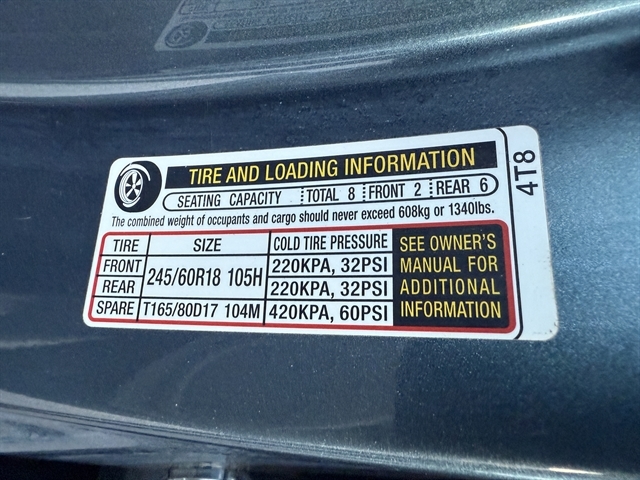 TIRE AND LOADING INFORMATION
SEATING CAPACITY TOTAL 8 FRONT 2 REAR 6
The combined weight of occupants and cargo should never exceed 608kg or 1340lbs.
TIRE SIZE COLD TIRE PRESSURE
FRONT 245/60R18 105H 220KPA, 32PSI
REAR 220KPA, 32PSI
SPARE T165/80D17 104M 420KPA, 60PSI
SEE OWNER'S
MANUAL FOR
ADDITIONAL
INFORMATION
4T8